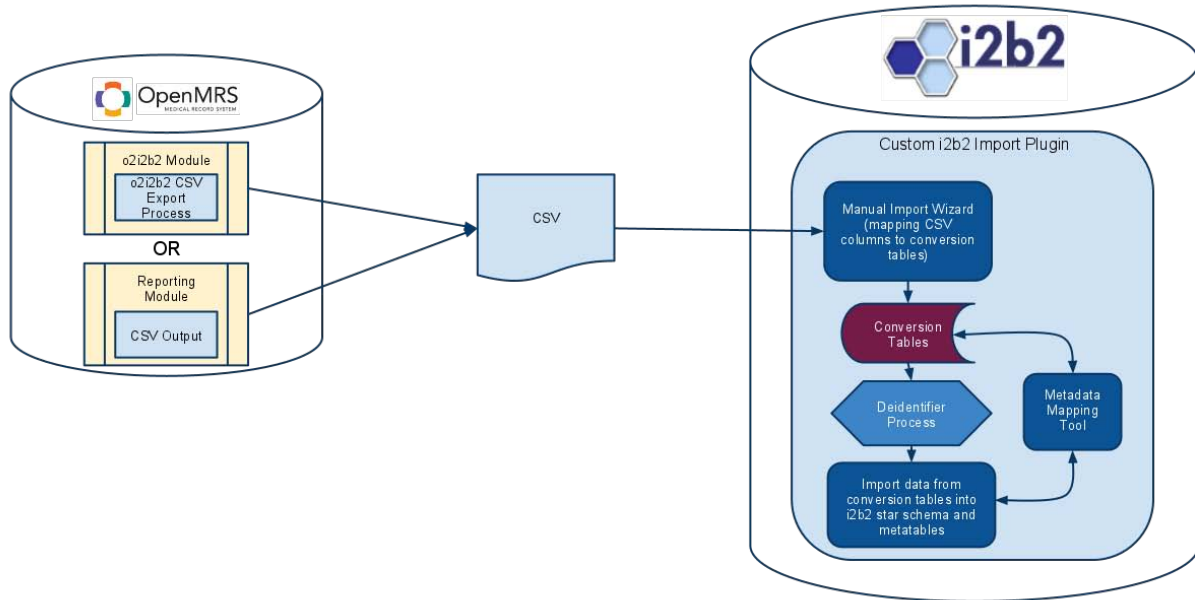 OpenMRS
MEDICAL RECORD SYSTEM
o2i2b2 Module
o2i2b2 CSV
Export
Process
OR
Reporting
Module
CSV Output
CSV
i2b2
Custom i2b2 Import Plugin
Manual Import Wizard
(mapping CSV
columns to conversion
tables)
Conversion
Tables
Deidentifier
Process
Metadata
Mapping
Tool
Import data from
conversion tables into
i2b2 star schema and
metatables